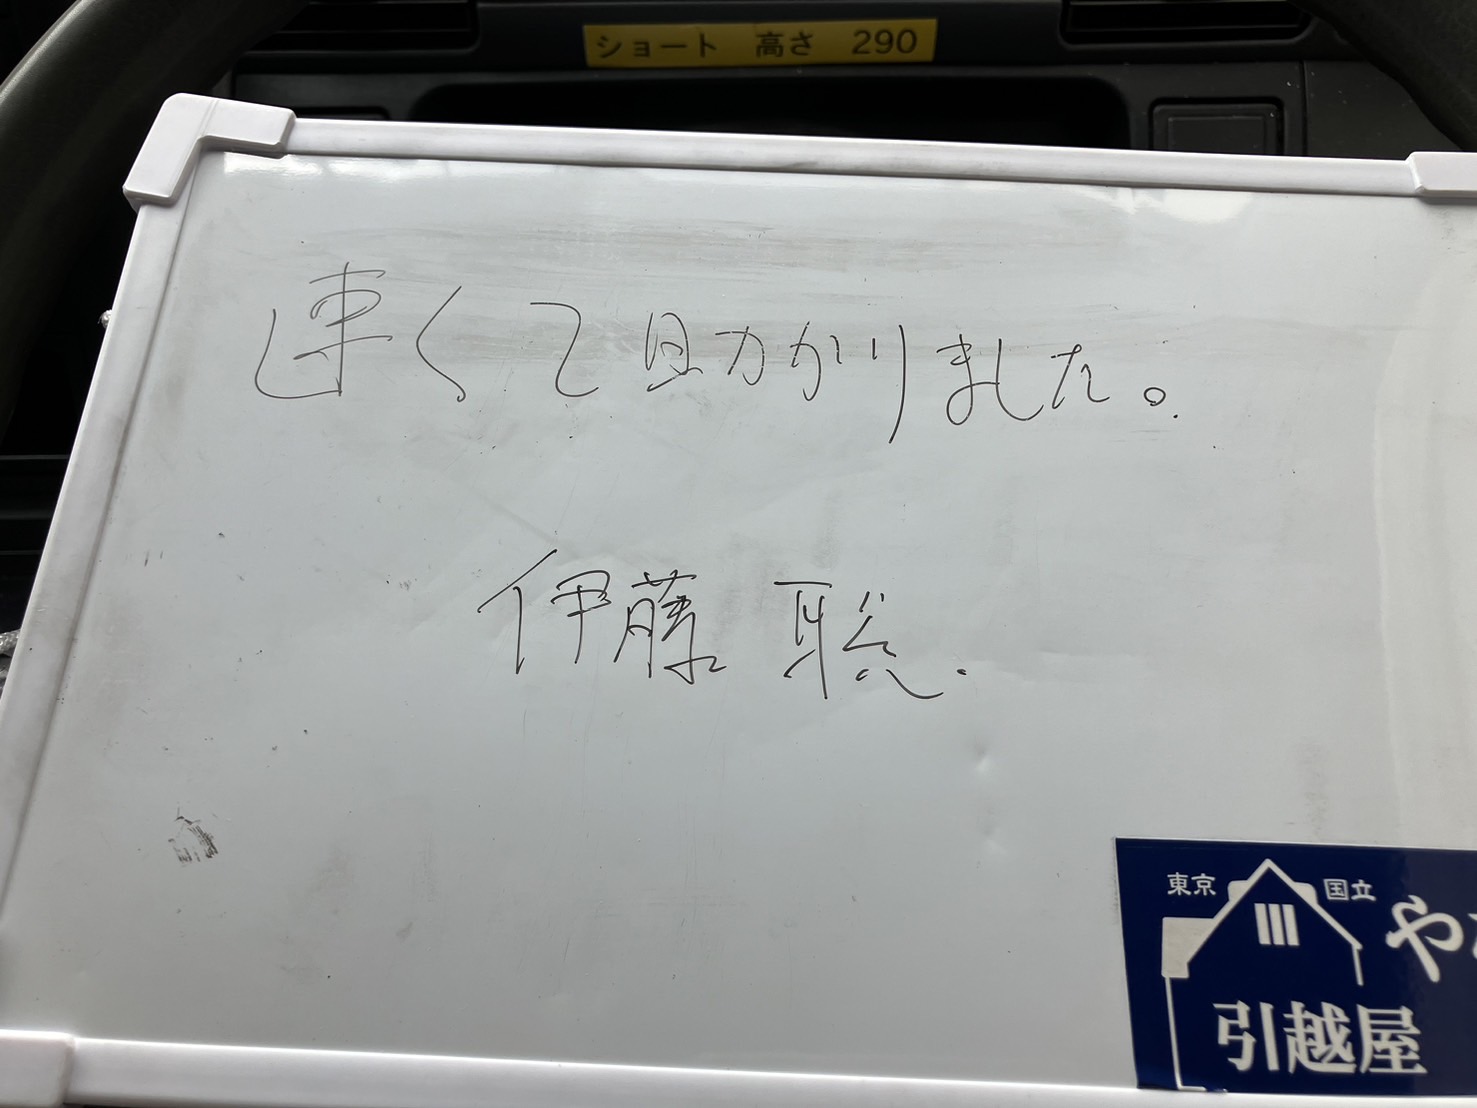 ショート 高さ 290
速くて助かりました。
伊藤 聡.
東京 国立
や
引越屋